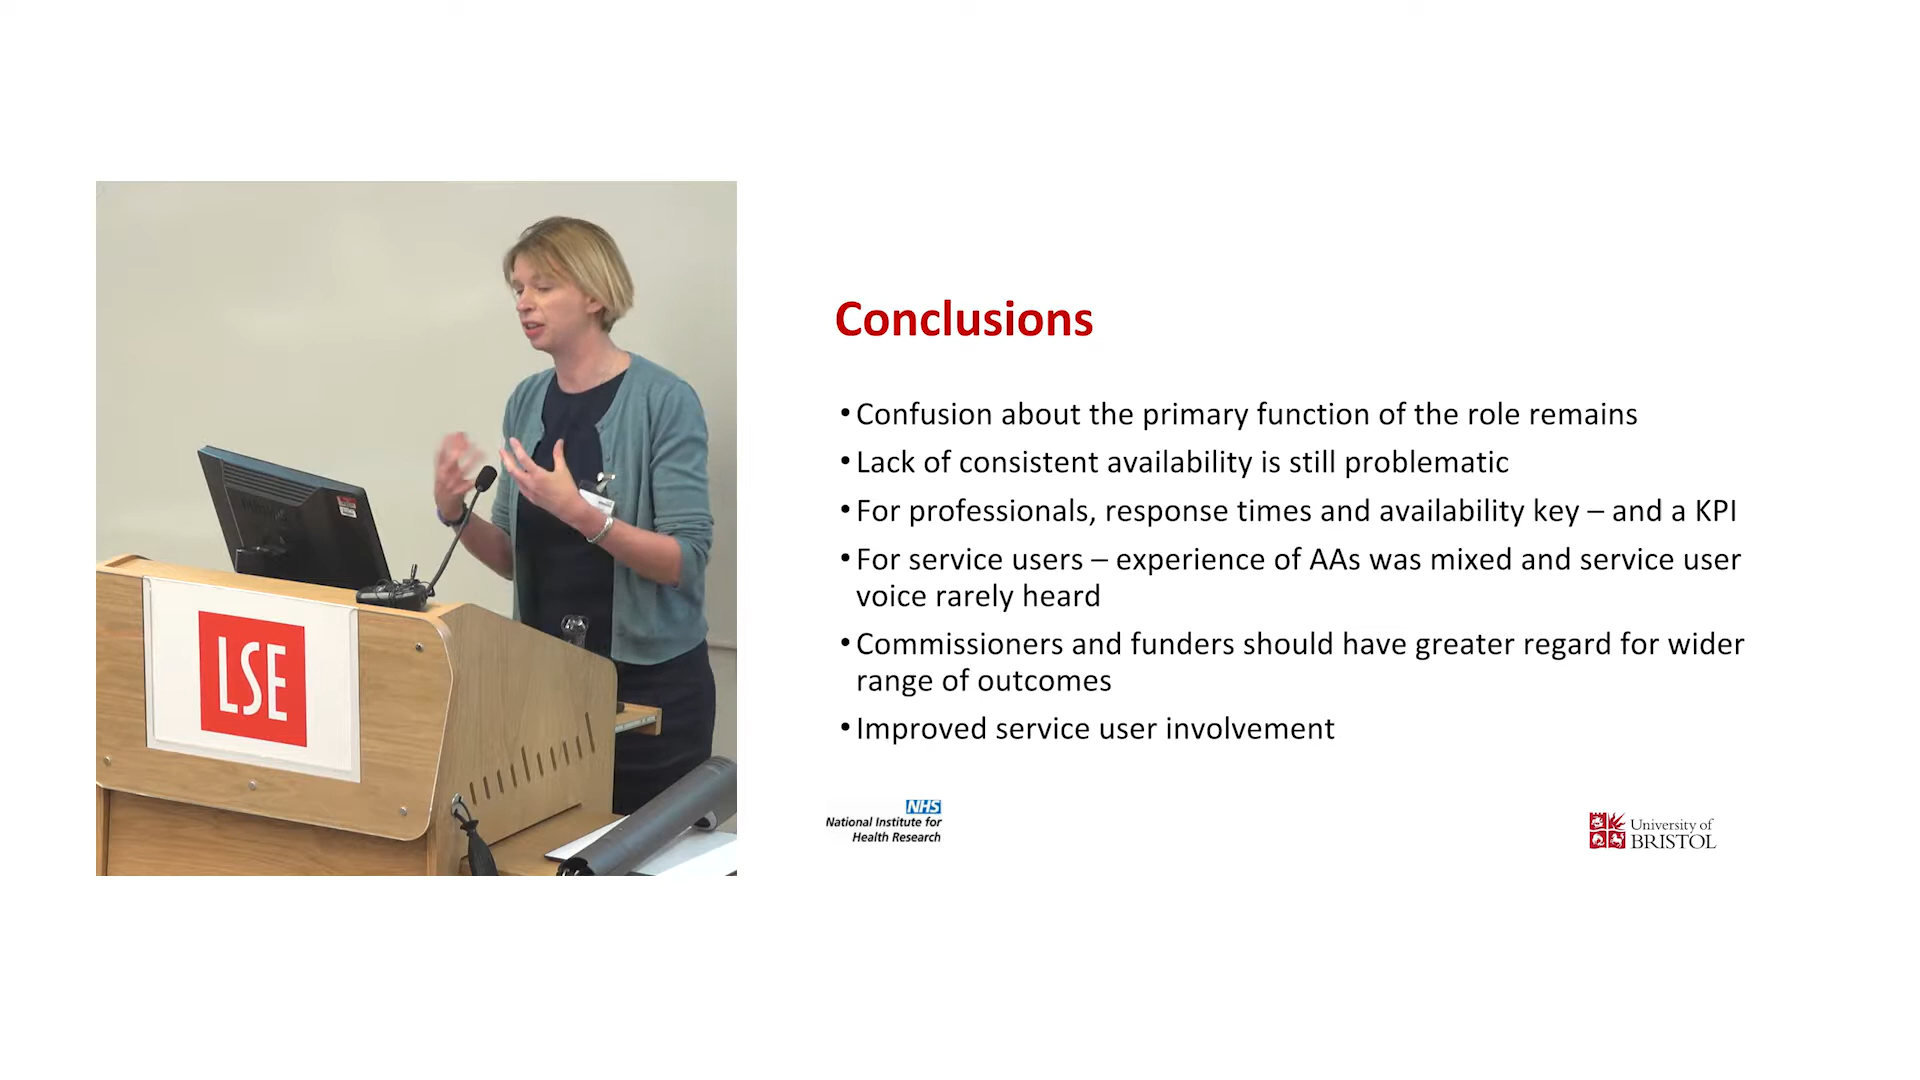 Conclusions
•Confusion about the primary function of the role remains
•Lack of consistent availability is still problematic
•For professionals, response times and availability key – and a KPI
•For service users – experience of AAs was mixed and service user
voice rarely heard
•Commissioners and funders should have greater regard for wider
range of outcomes
•Improved service user involvement
LSE
NHS
National Institute for
Health Research
University of
BRISTOL